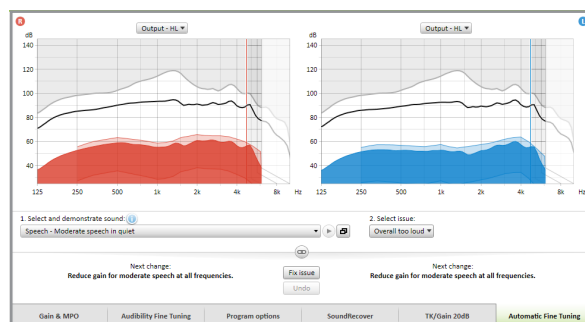 R
L
Output - HL
Output - HL
dB
dB
140
120
100
80
60
40
125
250
500
1k
2k
4k
8k
Hz
140
120
100
80
60
40
125
250
500
1k
2k
4k
8k
Hz
1. Select and demonstrate sound:
2. Select issue:
Speech - Moderate speech in quiet
Overall too loud
Next change:
Reduce gain for moderate speech at all frequencies.
Fix issue
Undo
Next change:
Reduce gain for moderate speech at all frequencies.
Gain & MPO
Audibility Fine Tuning
Program options
SoundRecover
TK/Gain 20dB
Automatic Fine Tuning